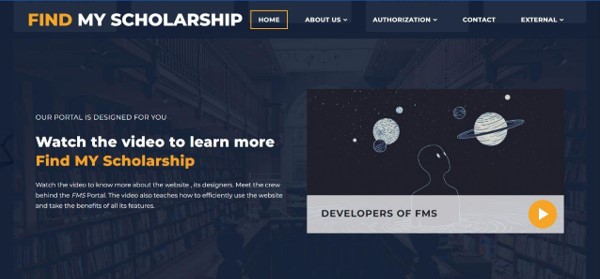 FIND MY SCHOLARSHIP HOME ABOUT US AUTHORIZATION CONTACT EXTERNAL
OUR PORTAL IS DESIGNED FOR YOU
Watch the video to learn more
Find MY Scholarship
Watch the video to know more about the website , its designers. Meet the crew
behind the FMS Portal. The video also teaches how to efficiently use the website
and take the benefits of all its features.
DEVELOPERS OF FMS